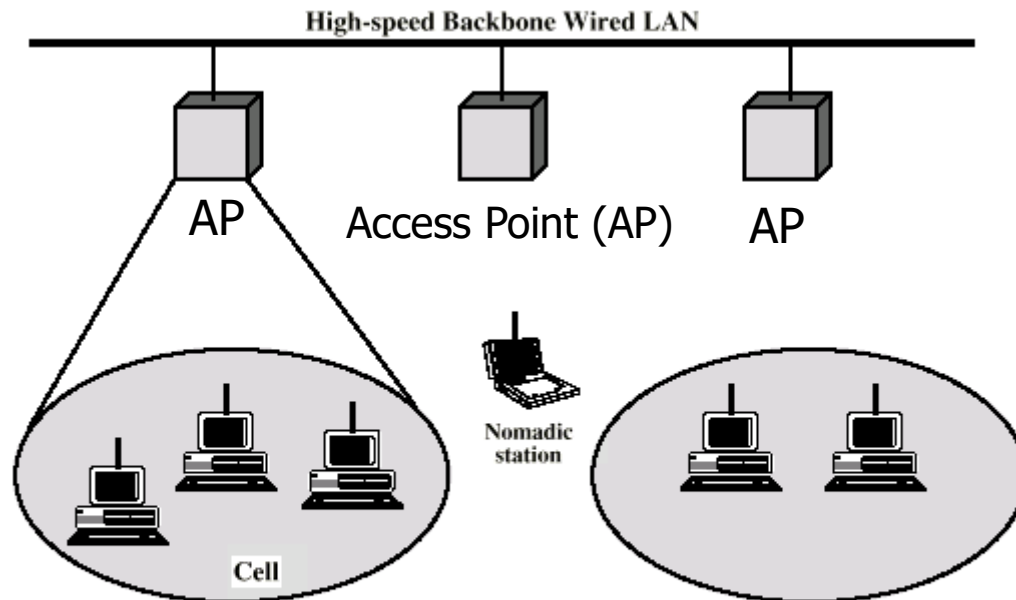 High-speed Backbone Wired LAN
AP
Access Point (AP)
AP
Nomadic
station
Cell